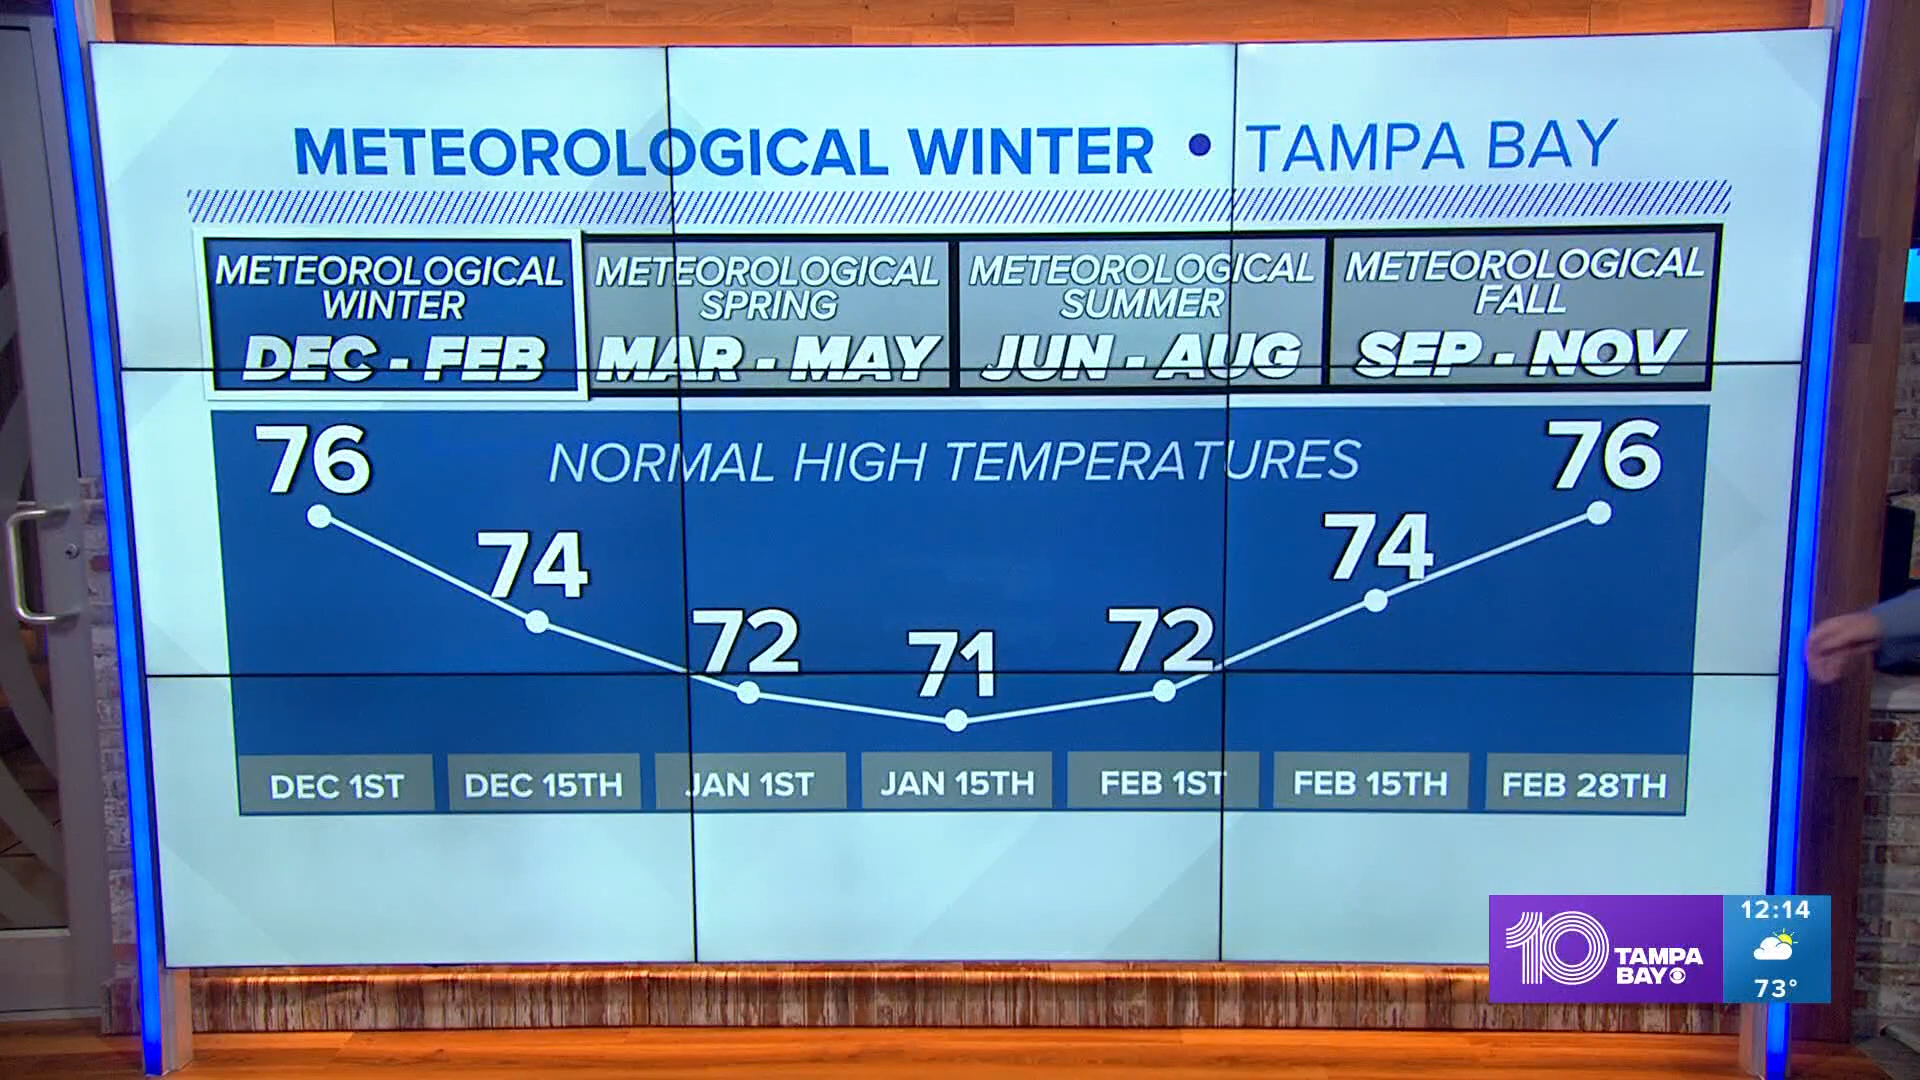 METEOROLOGICAL WINTER • TAMPA BAY
METEOROLOGICAL
WINTER
DEC - FEB
METEOROLOGICAL
SPRING
MAR - MAY
METEOROLOGICAL
SUMMER
JUN - AUG
METEOROLOGICAL
FALL
SEP - NOV
NORMAL HIGH TEMPERATURES
76
74
72
71
72
74
76
DEC 1ST
DEC 15TH
JAN 1ST
JAN 15TH
FEB 1ST
FEB 15TH
FEB 28TH
10 TAMPA
BAY
12:14
73°